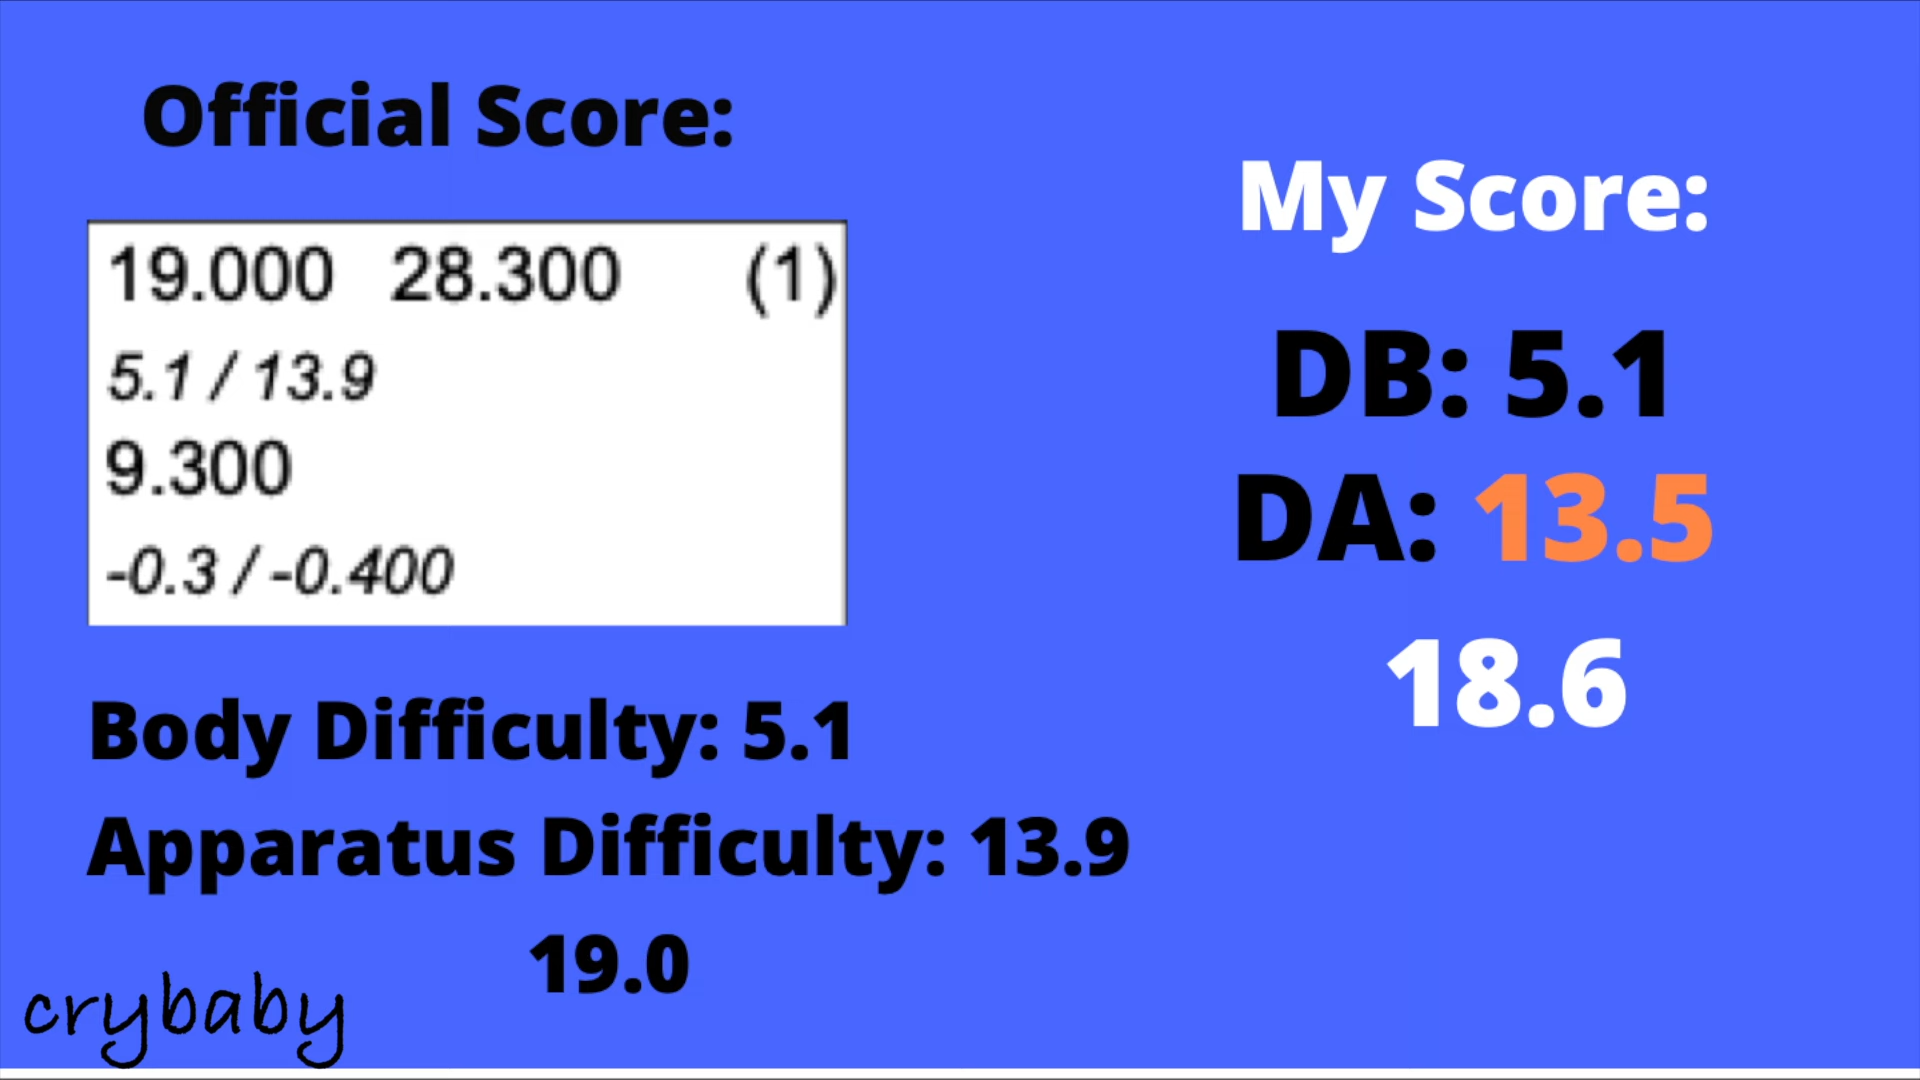 Official Score:
19.000 28.300 (1)
5.1 / 13.9
9.300
-0.3 / -0.400
Body Difficulty: 5.1
Apparatus Difficulty: 13.9
19.0
crybaby
My Score:
DB: 5.1
DA: 13.5
18.6